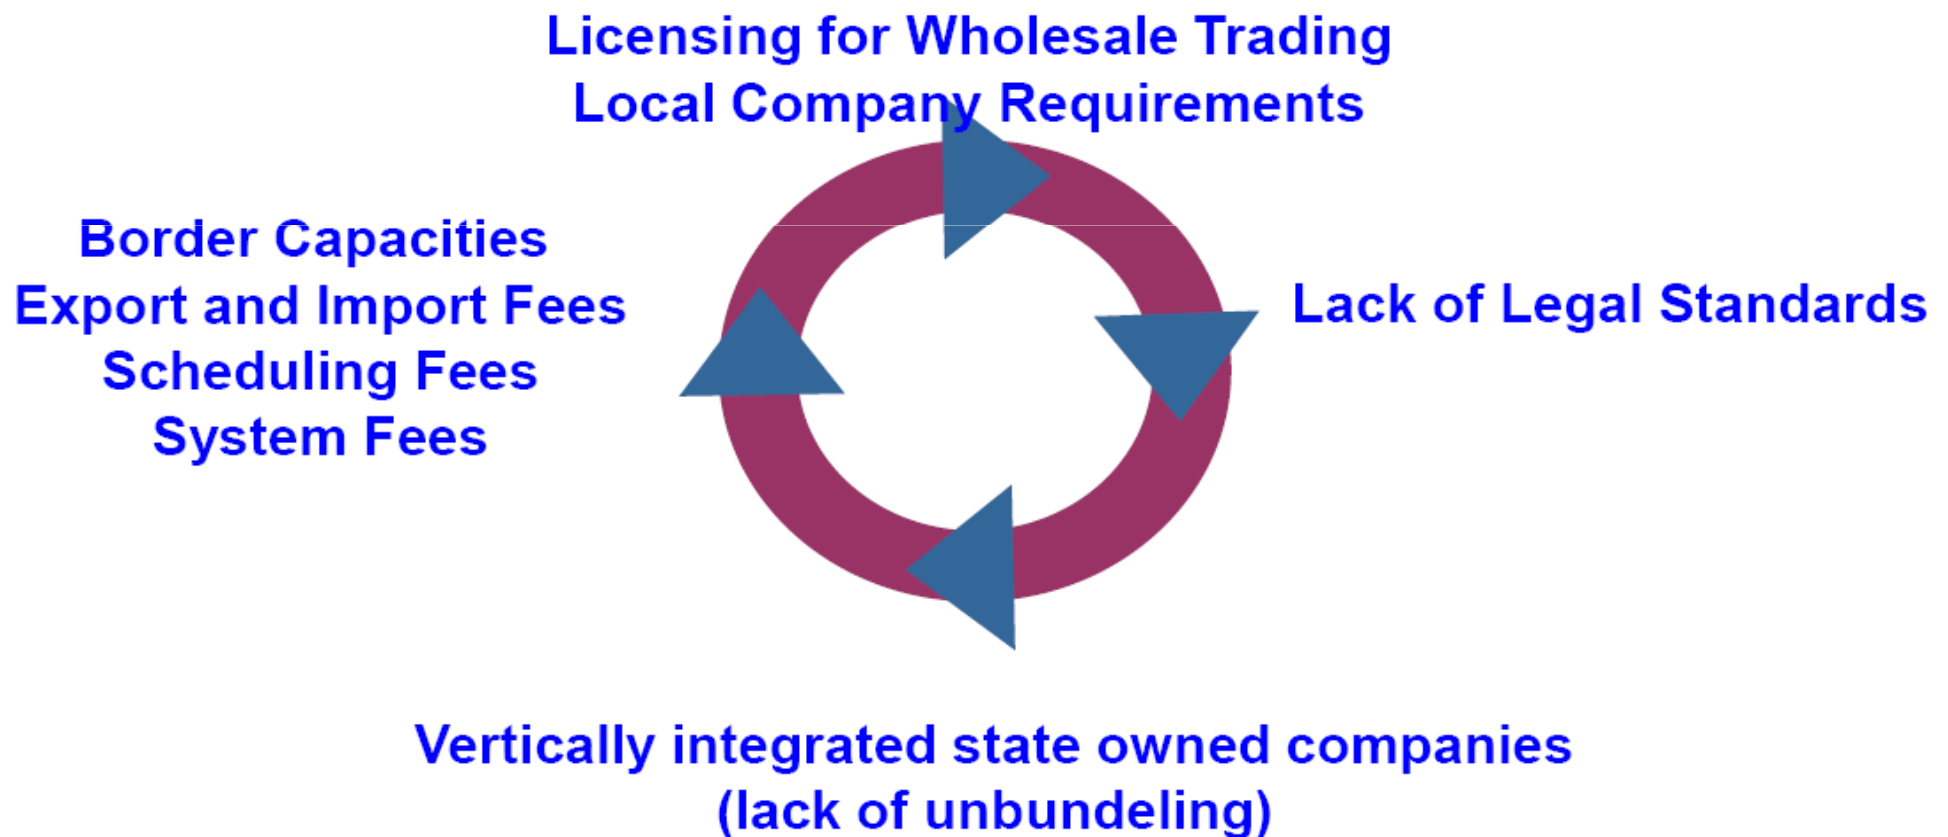 Licensing for Wholesale Trading
Local Company Requirements
Border Capacities
Export and Import Fees
Scheduling Fees
System Fees
Lack of Legal Standards
Vertically integrated state owned companies
(lack of unbundeling)